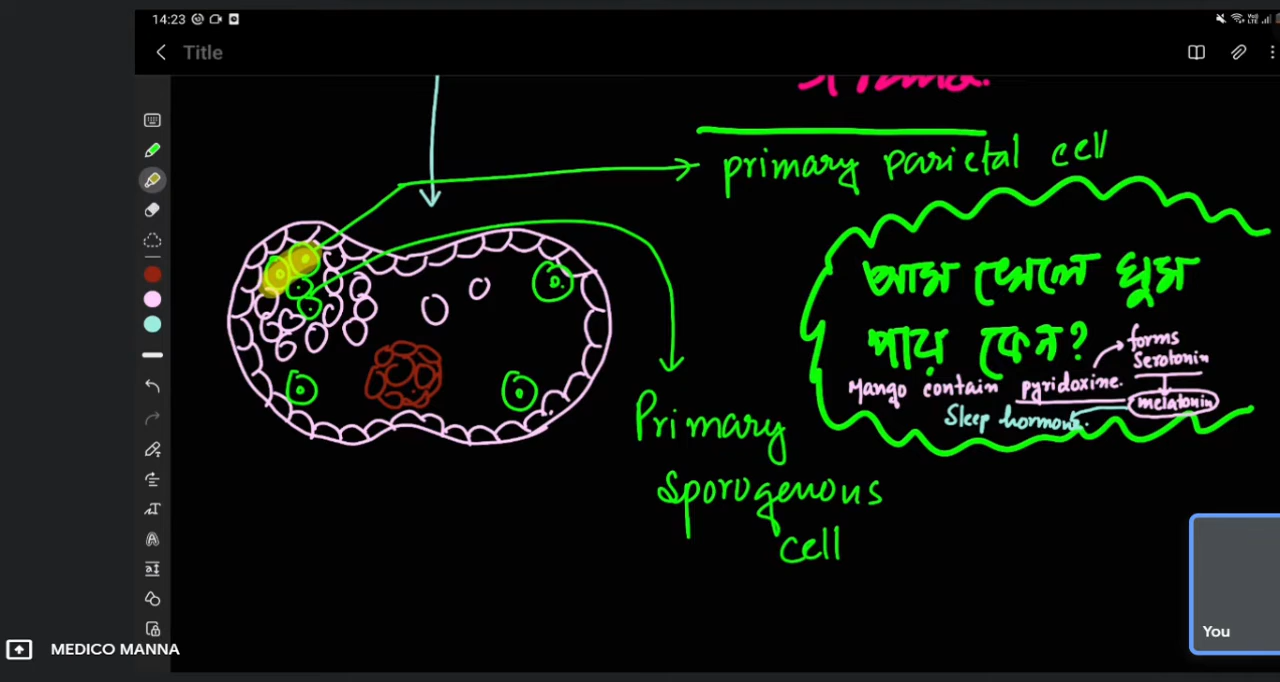 14:23
Title
primary parietal cell
আম খেলে ঘুম
পায় কেন?
forms
Serotonin
Mango contain pyridoxine.
melatonin
Sleep hormone.
Primary
Sporogenous
cell
You
MEDICO MANNA